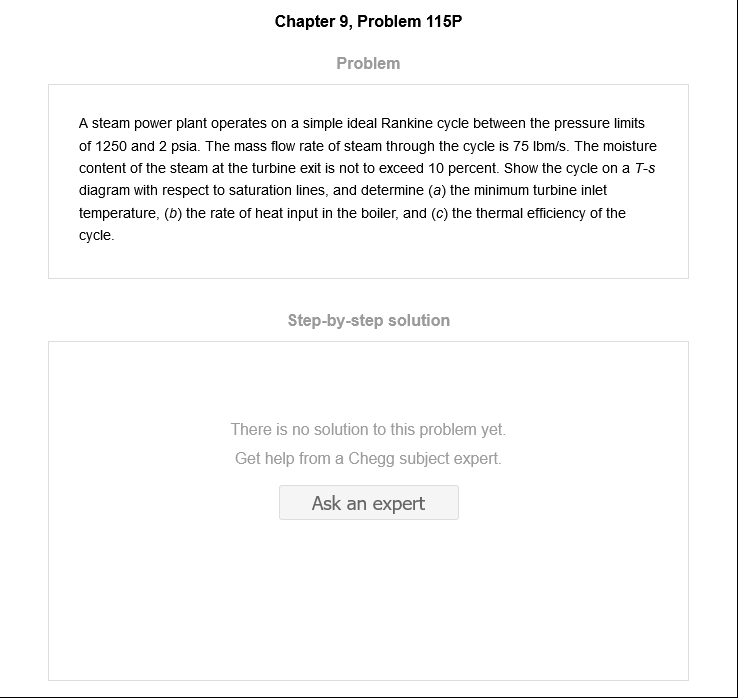 Chapter 9, Problem 115P
Problem
A steam power plant operates on a simple ideal Rankine cycle between the pressure limits
of 1250 and 2 psia. The mass flow rate of steam through the cycle is 75 lbm/s. The moisture
content of the steam at the turbine exit is not to exceed 10 percent. Show the cycle on a T-s
diagram with respect to saturation lines, and determine (a) the minimum turbine inlet
temperature, (b) the rate of heat input in the boiler, and (c) the thermal efficiency of the
cycle.
Step-by-step solution
There is no solution to this problem yet.
Get help from a Chegg subject expert.
Ask an expert